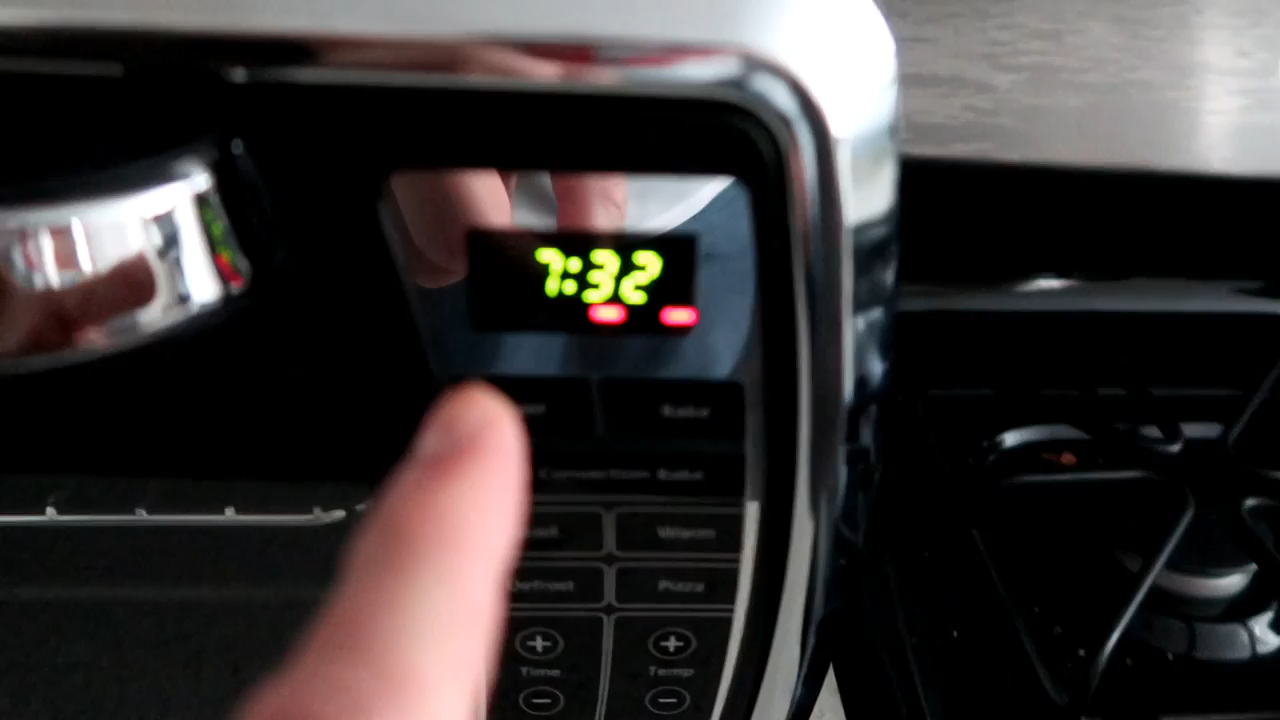 7:32
Bake
Convection Bake
Warm
Defrost Pizza
+ +
Time Temp
- -